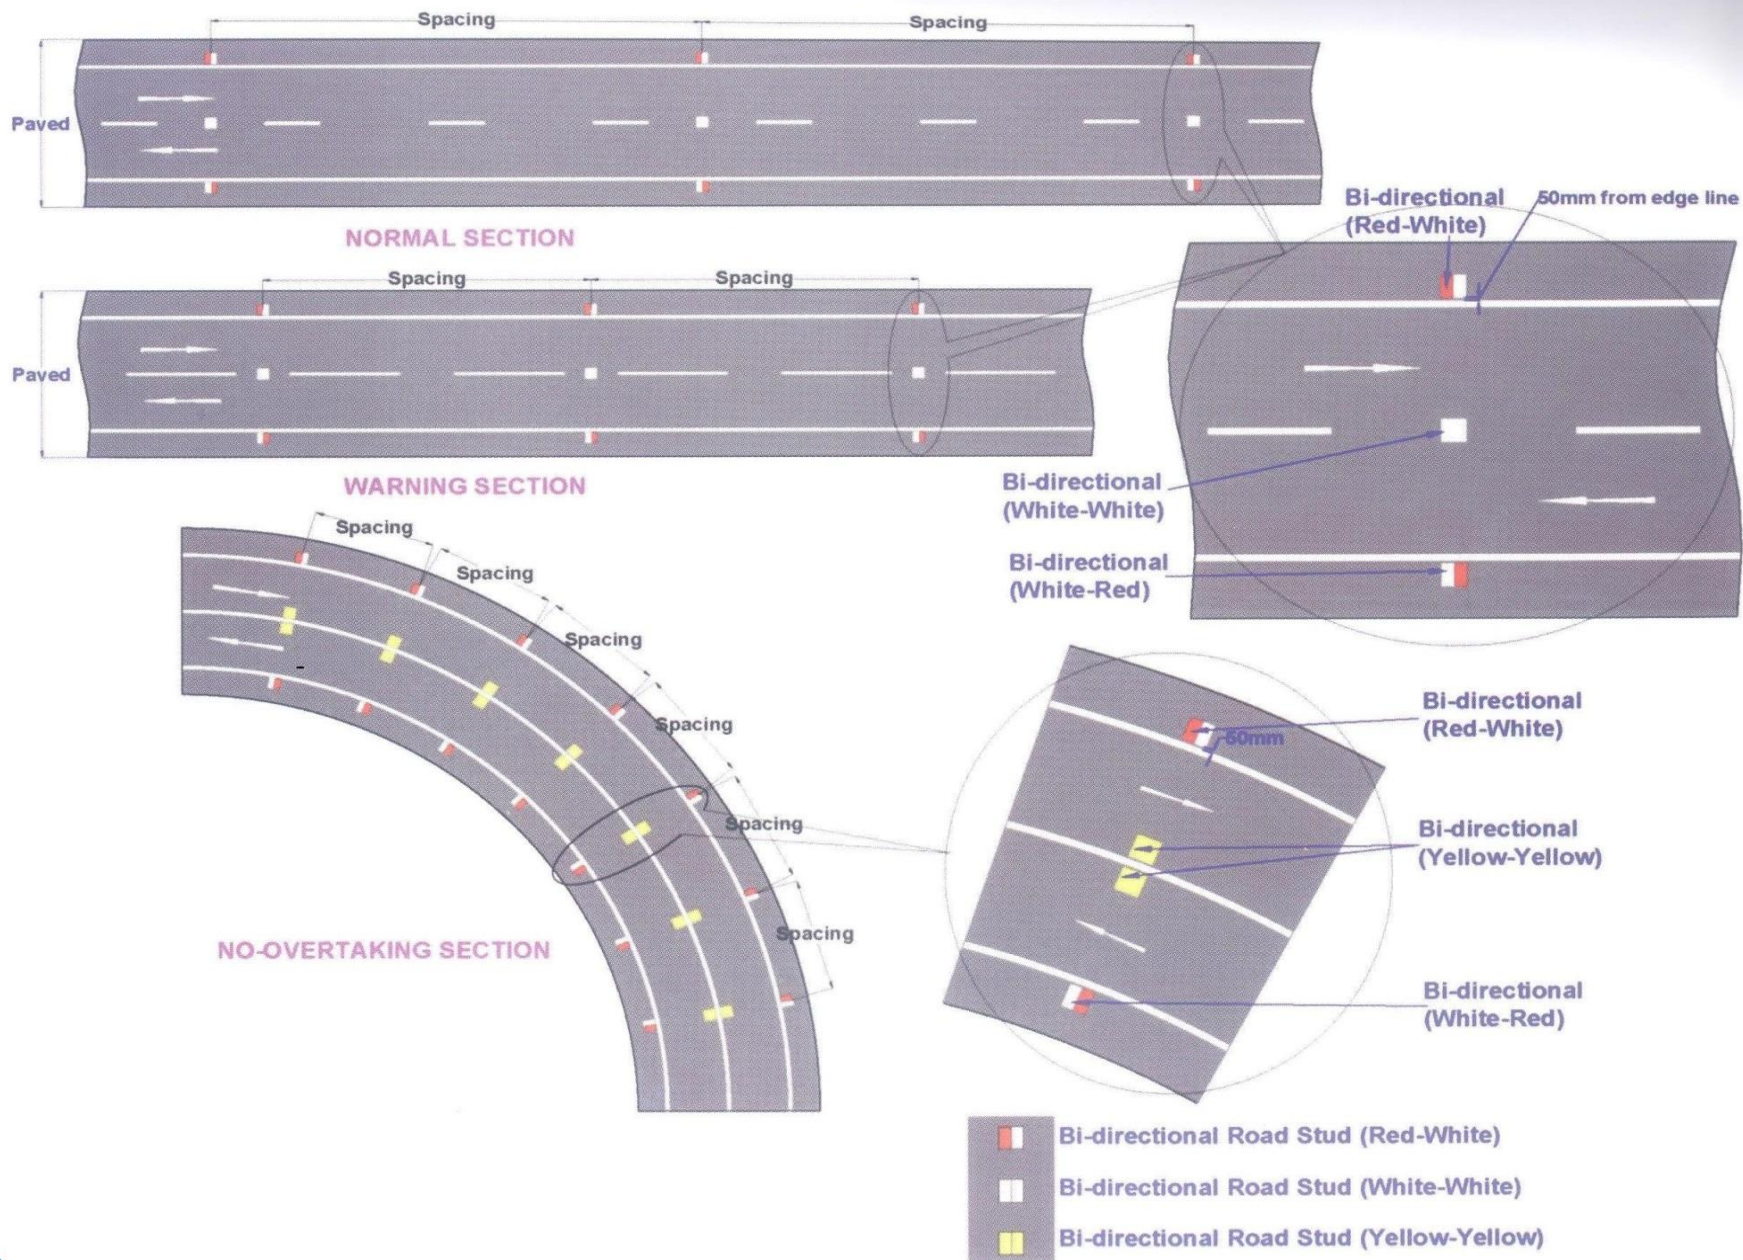 Spacing
Spacing
Paved
NORMAL SECTION
Bi-directional
(Red-White)
50mm from edge line
Spacing
Spacing
Paved
WARNING SECTION
Bi-directional
(White-White)
Bi-directional
(White-Red)
Spacing
Spacing
Spacing
Spacing
Spacing
Spacing
NO-OVERTAKING SECTION
Bi-directional
(Red-White)
50mm
Bi-directional
(Yellow-Yellow)
Bi-directional
(White-Red)
Bi-directional Road Stud (Red-White)
Bi-directional Road Stud (White-White)
Bi-directional Road Stud (Yellow-Yellow)